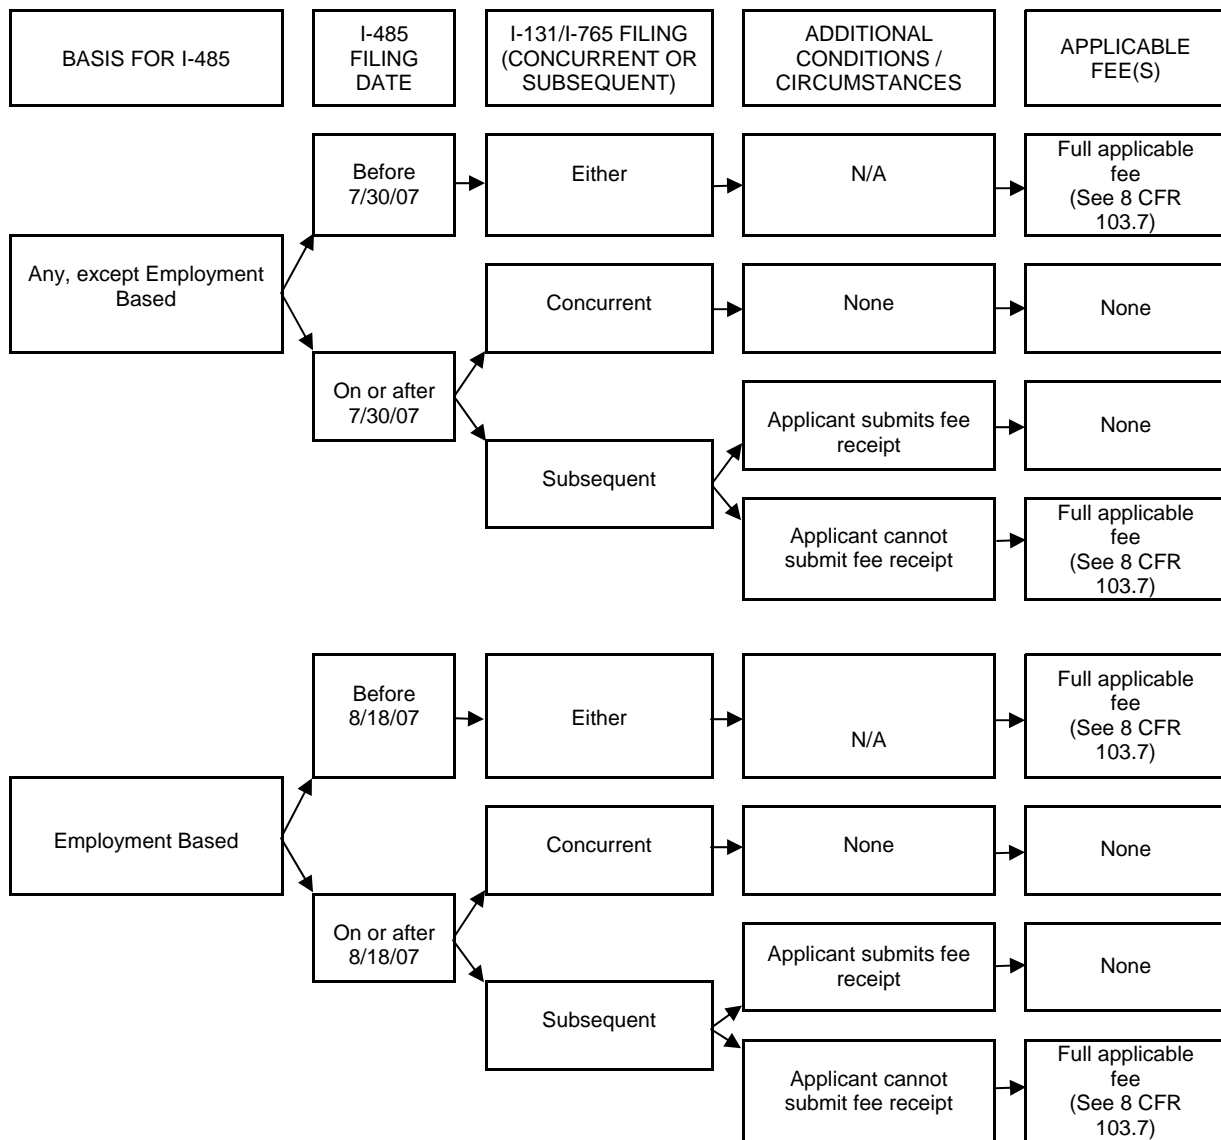 BASIS FOR I-485
I-485
FILING
DATE
I-131/I-765 FILING
(CONCURRENT OR
SUBSEQUENT)
ADDITIONAL
CONDITIONS /
CIRCUMSTANCES
APPLICABLE
FEE(S)
Any, except Employment
Based
Before
7/30/07
Either
N/A
Full applicable
fee
(See 8 CFR
103.7)
On or after
7/30/07
Concurrent
None
None
Subsequent
Applicant submits fee
receipt
None
Applicant cannot
submit fee receipt
Full applicable
fee
(See 8 CFR
103.7)
Employment Based
Before
8/18/07
Either
N/A
Full applicable
fee
(See 8 CFR
103.7)
On or after
8/18/07
Concurrent
None
None
Subsequent
Applicant submits fee
receipt
None
Applicant cannot
submit fee receipt
Full applicable
fee
(See 8 CFR
103.7)